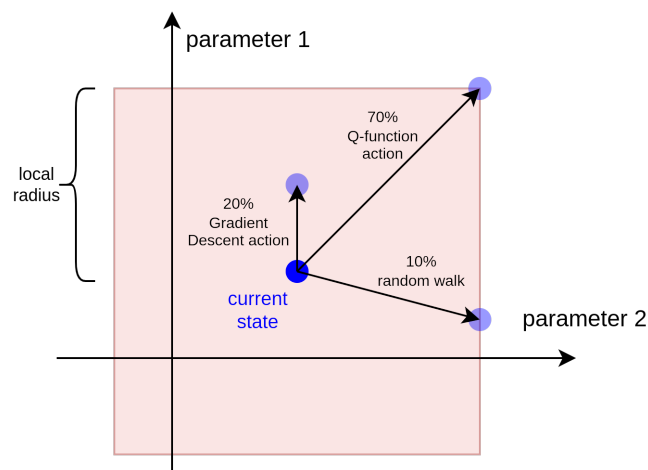 parameter 1
70%
Q-function
action
local
radius
20%
Gradient
Descent action
10%
random walk
current
state
parameter 2